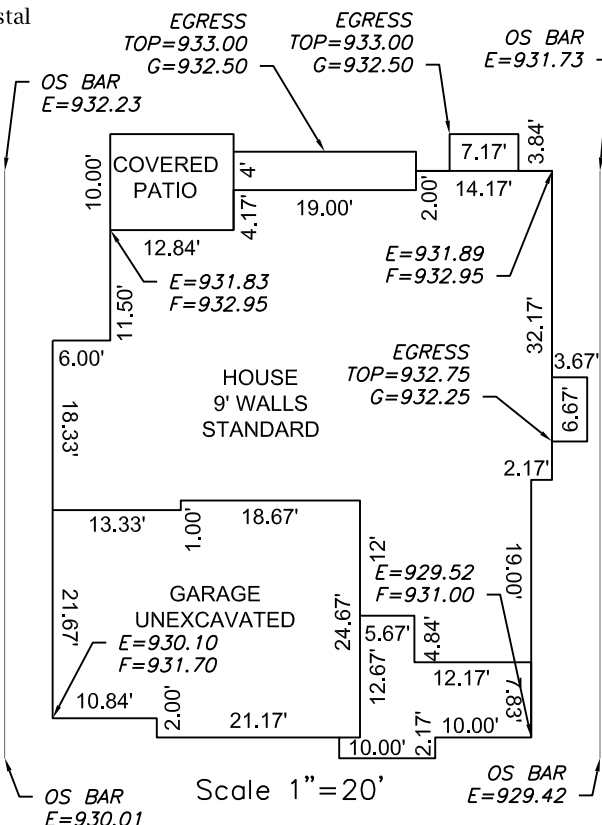 stal
EGRESS
TOP=933.00
G=932.50
EGRESS
TOP=933.00
G=932.50
OS BAR
E=931.73
OS BAR
E=932.23
10.00'
COVERED
PATIO
4'
7.17'
3.84'
19.00'
2.00'
14.17'
4.17'
12.84'
E=931.83
F=932.95
E=931.89
F=932.95
11.50'
32.17'
6.00'
EGRESS
TOP=932.75
G=932.25
3.67'
6.67'
HOUSE
9' WALLS
STANDARD
18.33'
2.17'
13.33'
1.00'
18.67'
12'
19.00'
E=929.52
F=931.00
21.67'
GARAGE
UNEXCAVATED
24.67'
5.67'
4.84'
E=930.10
F=931.70
12.67'
12.17'
7.83'
10.84'
2.00'
21.17'
10.00'
2.17'
10.00'
Scale 1"=20'
OS BAR
E=930.01
OS BAR
E=929.42